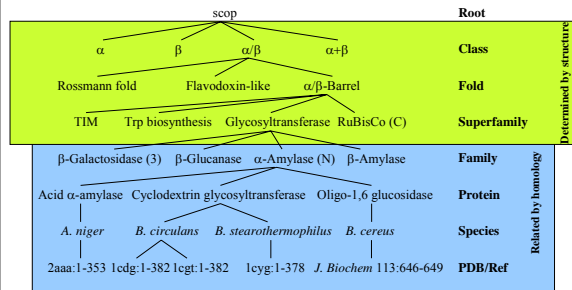 scop Root
α β α/β α+β Class
Rossmann fold Flavodoxin-like α/β-Barrel Fold
TIM Trp biosynthesis Glycosyltransferase RuBisCo (C) Superfamily
Determined by structure
β-Galactosidase (3) β-Glucanase α-Amylase (N) β-Amylase Family
Acid α-amylase Cyclodextrin glycosyltransferase Oligo-1,6 glucosidase Protein
A. niger B. circulans B. stearothermophilus B. cereus Species
2aaa:1-353 1cdg:1-382 1cgt:1-382 1cyg:1-378 J. Biochem 113:646-649 PDB/Ref
Related by homology